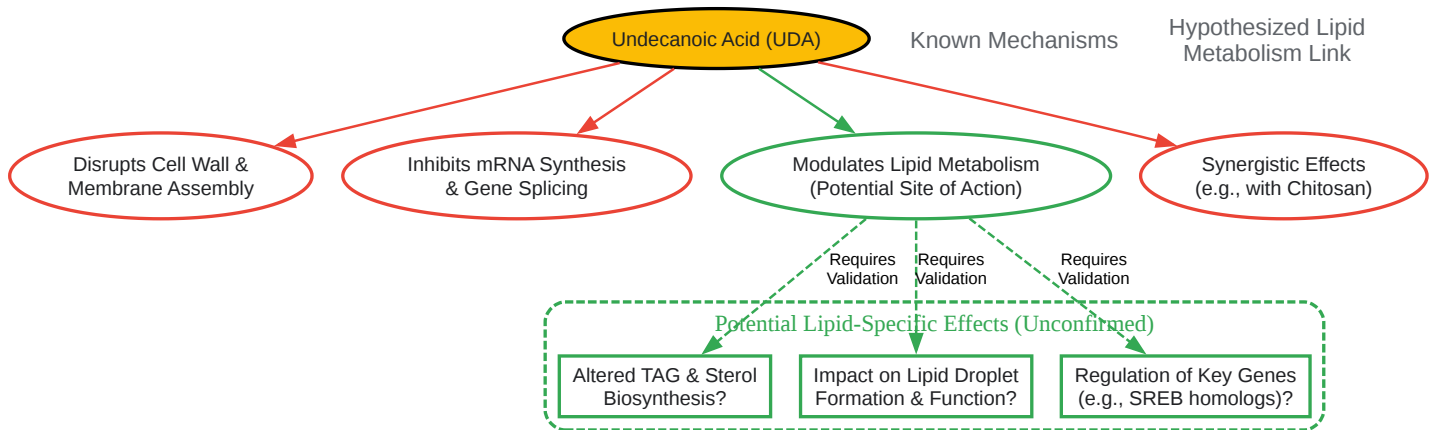 Undecanoic Acid (UDA)
Known Mechanisms
Hypothesized Lipid
Metabolism Link
Disrupts Cell Wall &
Membrane Assembly
Inhibits mRNA Synthesis
& Gene Splicing
Modulates Lipid Metabolism
(Potential Site of Action)
Synergistic Effects
(e.g., with Chitosan)
Requires
Validation
Requires
Validation
Requires
Validation
Potential Lipid-Specific Effects (Unconfirmed)
Altered TAG & Sterol
Biosynthesis?
Impact on Lipid Droplet
Formation & Function?
Regulation of Key Genes
(e.g., SREB homologs)?